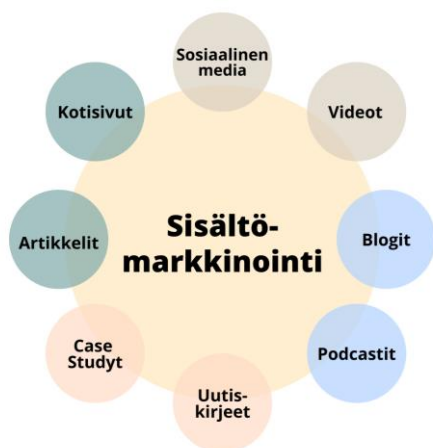 Sosiaalinen
media
Kotisivut
Videot
Artikkelit
Sisältö-
markkinointi
Blogit
Case
Studyt
Podcastit
Uutis-
kirjeet